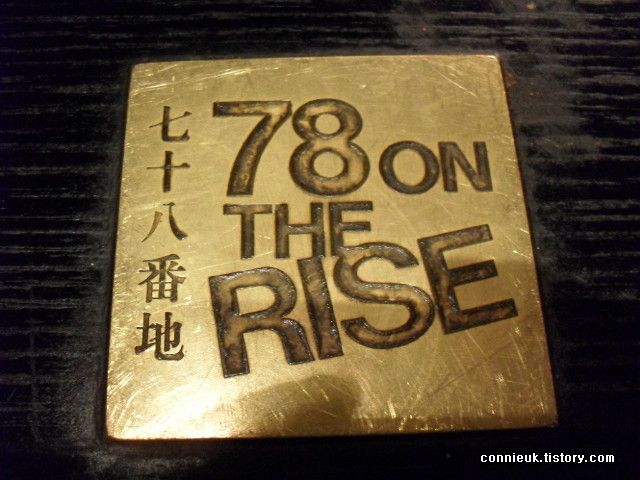 七十八番地
78 ON
THE
RISE
connieuk.tistory.com